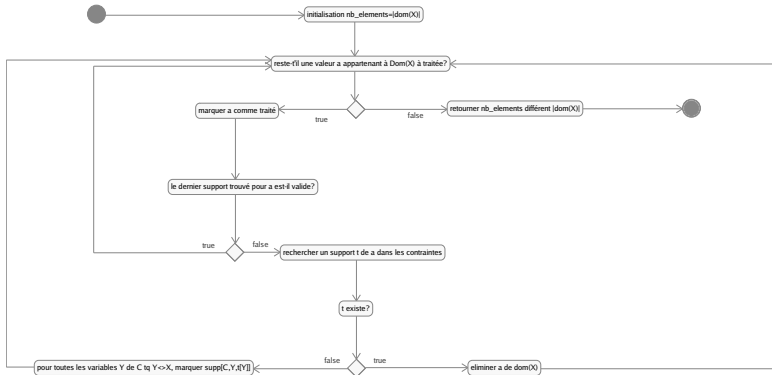 initialisation nb_elements=|dom(X)|
reste-t'il une valeur a appartenant à Dom(X) à traitée?
marquer a comme traité
true
false
retourner nb_elements différent |dom(X)|
le dernier support trouvé pour a est-il valide?
true
false
rechercher un support t de a dans les contraintes
t existe?
false
true
pour toutes les variables Y de C tq Y<>X, marquer supp[C,Y,t[Y]]
eliminer a de dom(X)